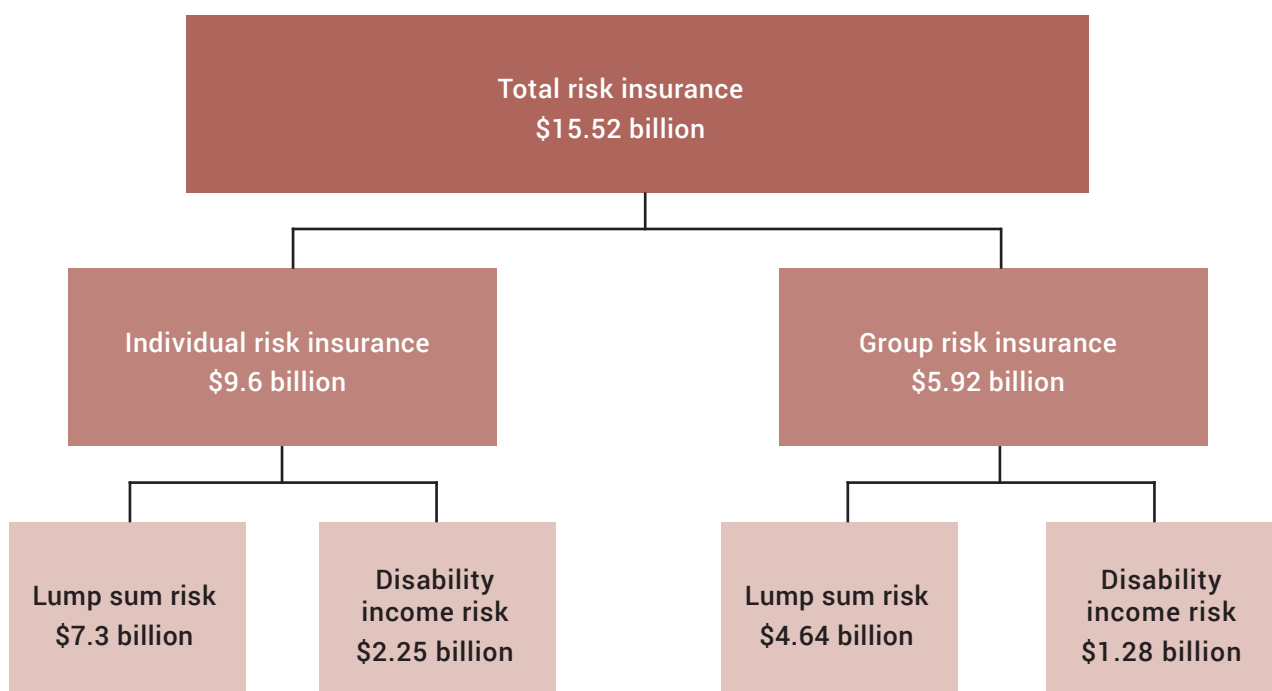 Total risk insurance
$15.52 billion
Individual risk insurance
$9.6 billion
Group risk insurance
$5.92 billion
Lump sum risk
$7.3 billion
Disability
income risk
$2.25 billion
Lump sum risk
$4.64 billion
Disability
income risk
$1.28 billion